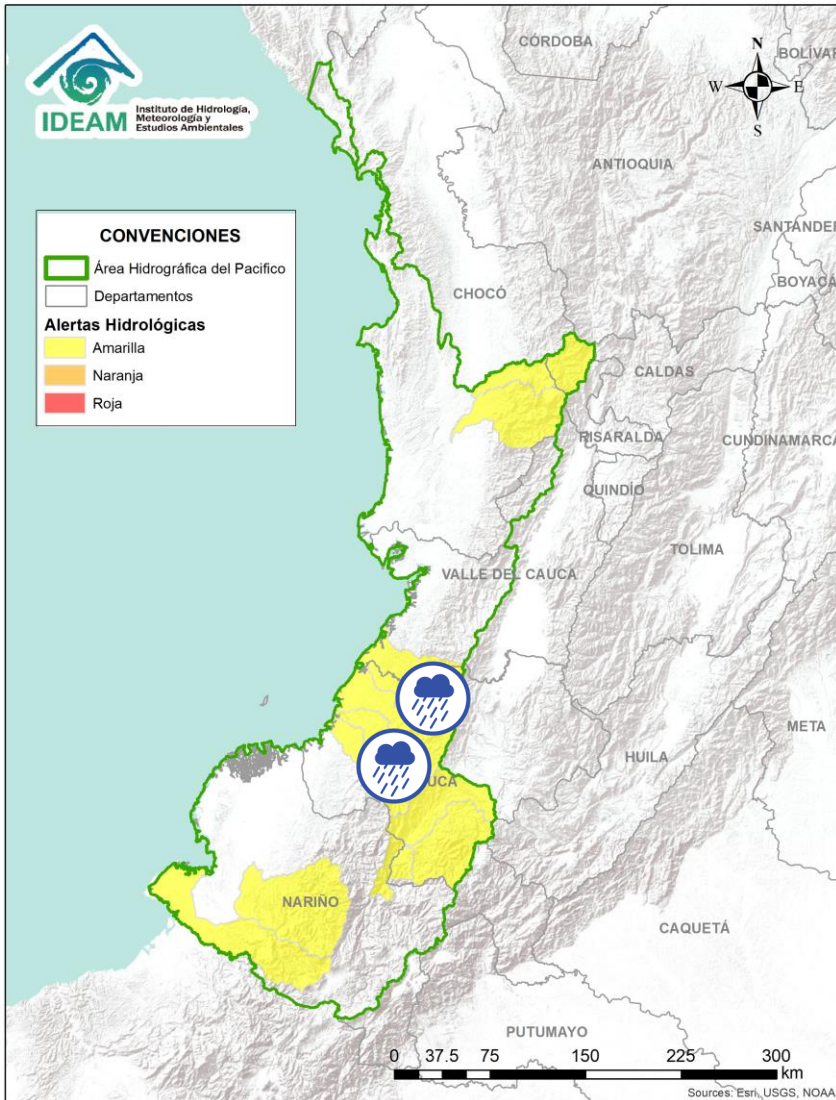 IDEAM
Instituto de Hidrología,
Meteorología y
Estudios Ambientales
CONVENCIONES
Área Hidrográfica del Pacifico
Departamentos
Alertas Hidrológicas
Amarilla
Naranja
Roja
N
W
E
S
CÓRDOBA
BOLÍVAR
ANTIOQUIA
SANTANDER
BOYACÁ
CHOCÓ
CALDAS
RISARALDA
CUNDINAMARCA
QUINDÍO
TOLIMA
VALLE DEL CAUCA
META
HUILA
UCA
NARIÑO
CAQUETÁ
PUTUMAYO
0 37.5 75 150 225 300
km
Sources: Esri, USGS, NOAA